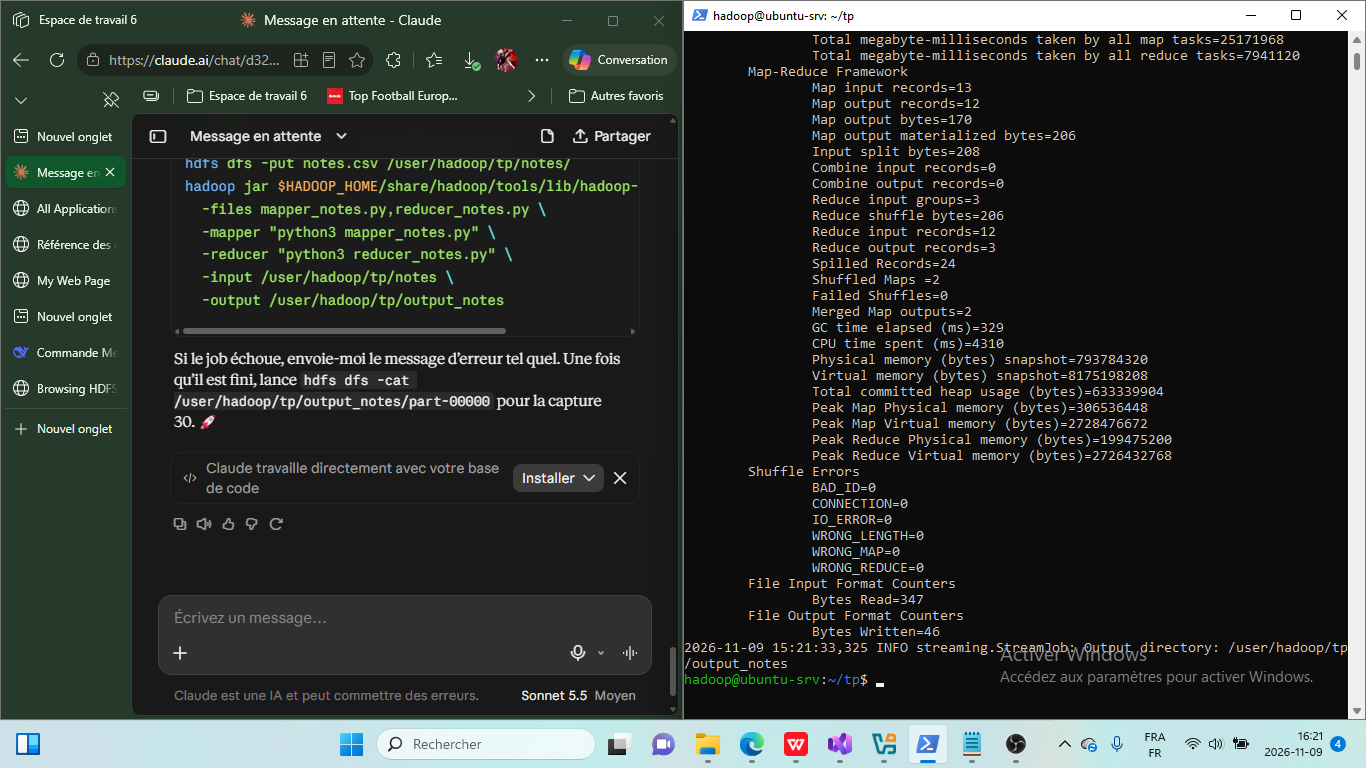 Espace de travail 6
Message en attente - Claude
https://claude.ai/chat/d32...
Conversation
Espace de travail 6
Top Football Europ...
Autres favoris
Nouvel onglet
Message en
All Applications
Référence des
My Web Page
Nouvel onglet
Commande Me
Browsing HDFS
Nouvel onglet
Message en attente
Partager
hdfs dfs -put notes.csv /user/hadoop/tp/notes/
hadoop jar $HADOOP_HOME/share/hadoop/tools/lib/hadoop-
-files mapper_notes.py,reducer_notes.py \
-mapper "python3 mapper_notes.py" \
-reducer "python3 reducer_notes.py" \
-input /user/hadoop/tp/notes \
-output /user/hadoop/tp/output_notes
Si le job échoue, envoie-moi le message d'erreur tel quel. Une fois
qu'il est fini, lance hdfs dfs -cat
/user/hadoop/tp/output_notes/part-00000 pour la capture
30. 🚀
Claude travaille directement avec votre base
de code
Installer
Écrivez un message...
Claude est une IA et peut commettre des erreurs.
Sonnet 5.5 Moyen
hadoop@ubuntu-srv: ~/tp
Total megabyte-milliseconds taken by all map tasks=25171968
Total megabyte-milliseconds taken by all reduce tasks=7941120
Map-Reduce Framework
Map input records=13
Map output records=12
Map output bytes=170
Map output materialized bytes=206
Input split bytes=208
Combine input records=0
Combine output records=0
Reduce input groups=3
Reduce shuffle bytes=206
Reduce input records=12
Reduce output records=3
Spilled Records=24
Shuffled Maps =2
Failed Shuffles=0
Merged Map outputs=2
GC time elapsed (ms)=329
CPU time spent (ms)=4310
Physical memory (bytes) snapshot=793784320
Virtual memory (bytes) snapshot=8175198208
Total committed heap usage (bytes)=633339904
Peak Map Physical memory (bytes)=306536448
Peak Map Virtual memory (bytes)=2728476672
Peak Reduce Physical memory (bytes)=199475200
Peak Reduce Virtual memory (bytes)=2726432768
Shuffle Errors
BAD_ID=0
CONNECTION=0
IO_ERROR=0
WRONG_LENGTH=0
WRONG_MAP=0
WRONG_REDUCE=0
File Input Format Counters
Bytes Read=347
File Output Format Counters
Bytes Written=46
2026-11-09 15:21:33,325 INFO streaming.StreamJob: Output directory: /user/hadoop/tp
/output_notes
hadoop@ubuntu-srv:~/tp$
Activer Windows
Accédez aux paramètres pour activer Windows.
Rechercher
FRA
FR
16:21
2026-11-09
4